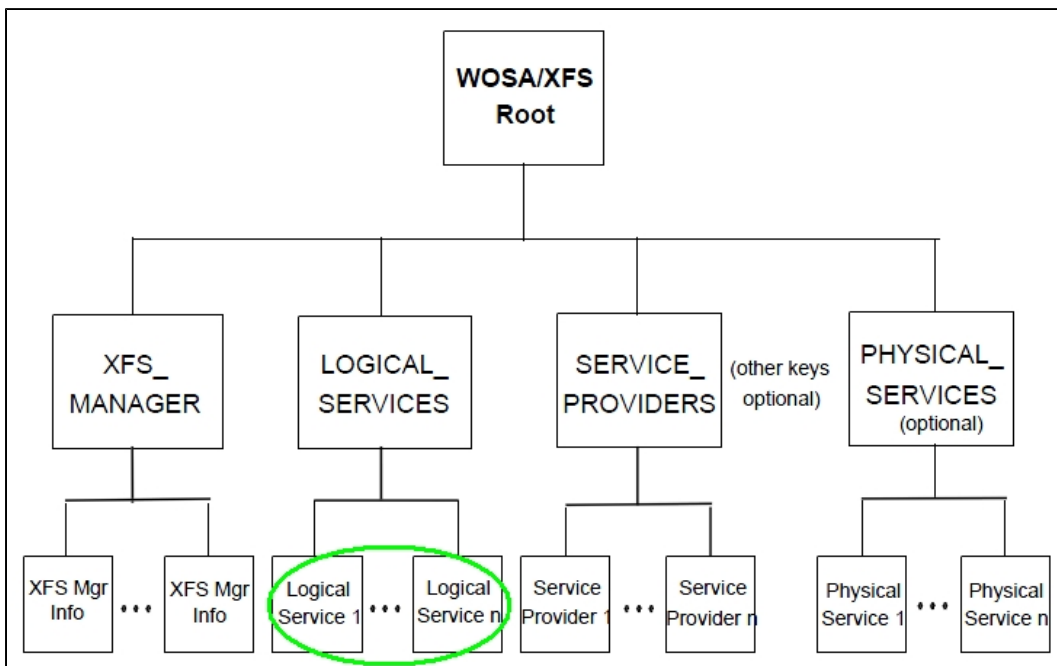 WOSA/XFS
Root
XFS_
MANAGER
LOGICAL_
SERVICES
SERVICE_
PROVIDERS
(other keys
optional)
PHYSICAL_
SERVICES
(optional)
XFS Mgr
Info
•••
XFS Mgr
Info
Logical
Service 1
•••
Logical
Service n
Service
Provider 1
•••
Service
Provider n
Physical
Service 1
•••
Physical
Service n